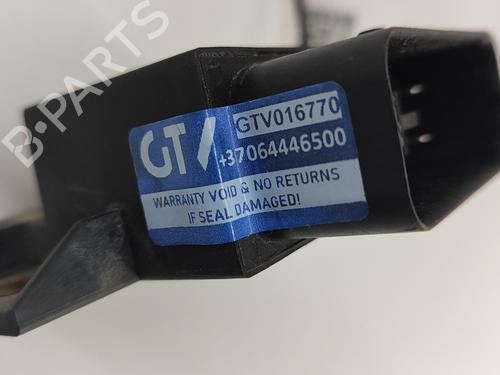 B-PARTS
GT/
GTV016770
+37064446500
WARRANTY VOID & NO RETURNS
IF SEAL DAMAGED!